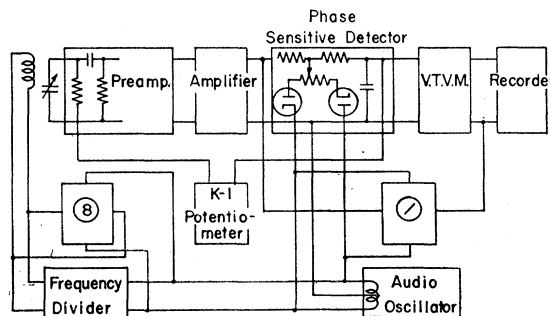 Phase
Sensitive Detector
Preamp.
Amplifier
V.T.V.M.
Recorde
K-1
Potentio-
meter
8
Frequency
Divider
Audio
Oscillator